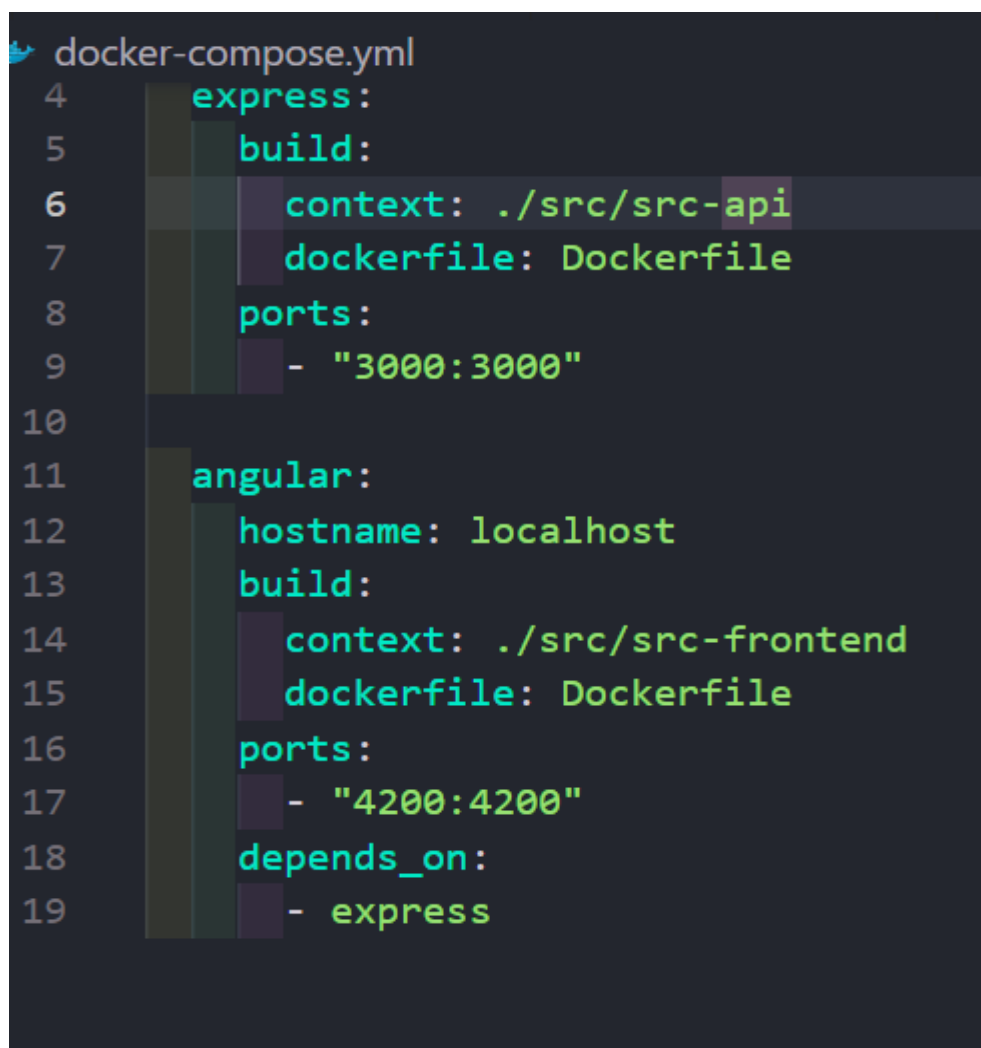 docker-compose.yml
4 express:
5 build:
6 context: ./src/src-api
7 dockerfile: Dockerfile
8 ports:
9 - "3000:3000"
10
11 angular:
12 hostname: localhost
13 build:
14 context: ./src/src-frontend
15 dockerfile: Dockerfile
16 ports:
17 - "4200:4200"
18 depends_on:
19 - express